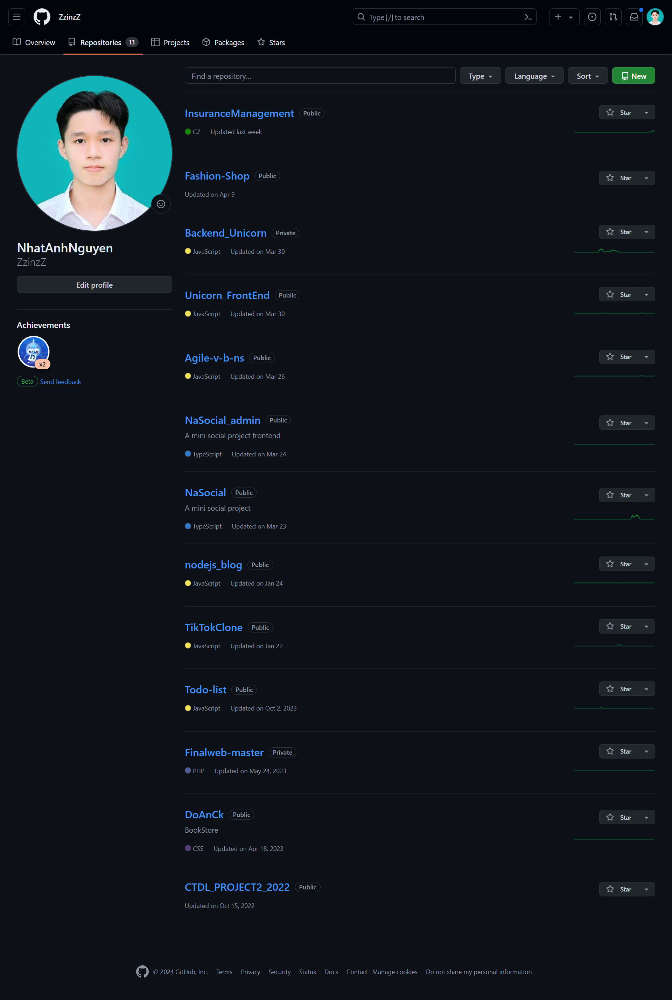 ZzinzZ
Type / to search
Overview
Repositories 13
Projects
Packages
Stars
NhatAnhNguyen
ZzinzZ
Edit profile
Achievements
x2
Beta Send feedback
Find a repository...
Type
Language
Sort
New
InsuranceManagement Public
Star
C# Updated last week
Fashion-Shop Public
Star
Updated on Apr 9
Backend_Unicorn Private
Star
JavaScript Updated on Mar 30
Unicorn_FrontEnd Public
Star
JavaScript Updated on Mar 30
Agile-v-b-ns Public
Star
JavaScript Updated on Mar 26
NaSocial_admin Public
Star
A mini social project frontend
TypeScript Updated on Mar 24
NaSocial Public
Star
A mini social project
TypeScript Updated on Mar 23
nodejs_blog Public
Star
JavaScript Updated on Jan 24
TikTokClone Public
Star
JavaScript Updated on Jan 22
Todo-list Public
Star
JavaScript Updated on Oct 2, 2023
Finalweb-master Private
Star
PHP Updated on May 24, 2023
DoAnCk Public
Star
BookStore
CSS Updated on Apr 18, 2023
CTDL_PROJECT2_2022 Public
Star
Updated on Oct 15, 2022
© 2024 GitHub, Inc. Terms Privacy Security Status Docs Contact Manage cookies Do not share my personal information